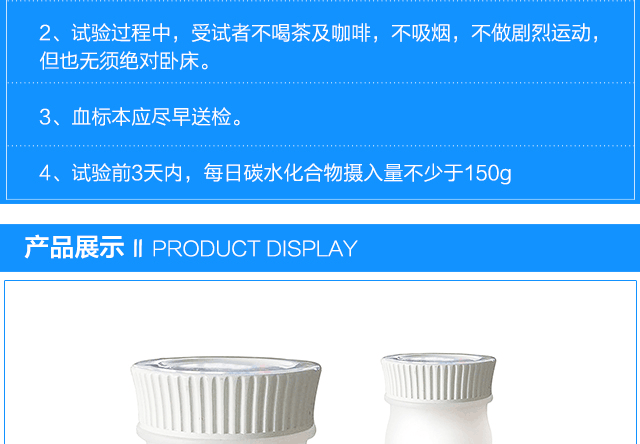 2、试验过程中，受试者不喝茶及咖啡，不吸烟，不做剧烈运动，
但也无须绝对卧床。
3、血标本应尽早送检。
4、试验前3天内，每日碳水化合物摄入量不少于150g
产品展示 II PRODUCT DISPLAY